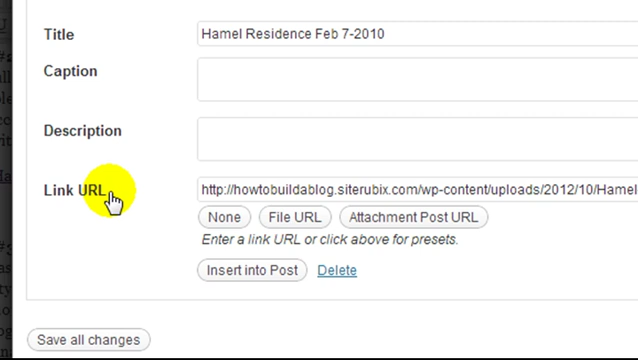 Title
Hamel Residence Feb 7-2010
Caption
Description
Link URL
http://howtobuildablog.siterubix.com/wp-content/uploads/2012/10/Hamel
None
File URL
Attachment Post URL
Enter a link URL or click above for presets.
Insert into Post
Delete
Save all changes